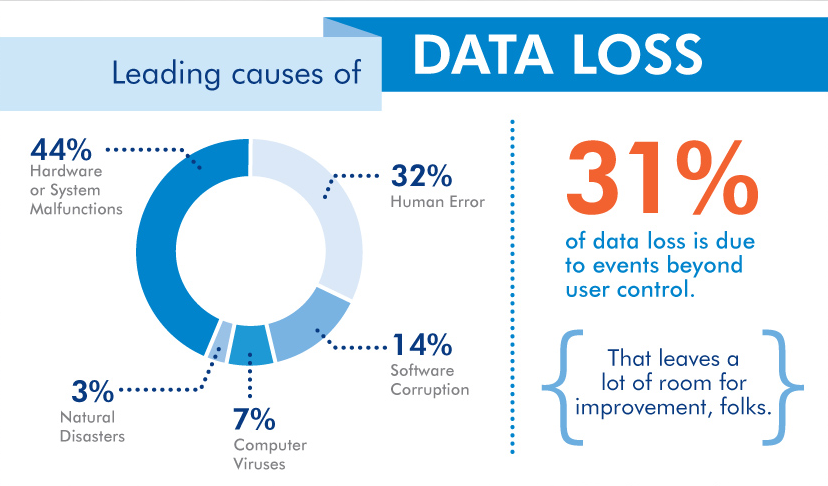 Leading causes of
DATA LOSS
44%
Hardware
or System
Malfunctions
32%
Human Error
14%
Software
Corruption
7%
Computer
Viruses
3%
Natural
Disasters
31%
of data loss is due
to events beyond
user control.
That leaves a
lot of room for
improvement, folks.